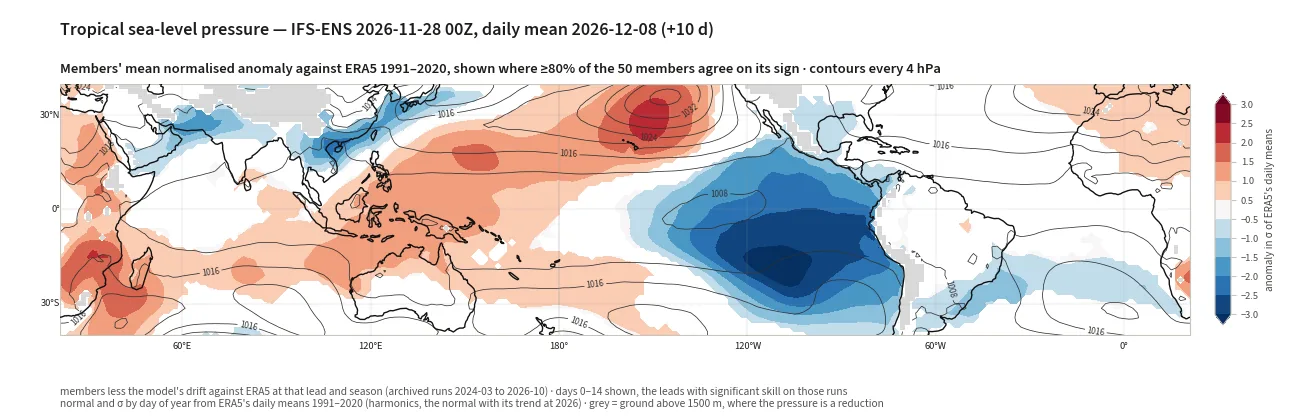 Tropical sea-level pressure — IFS-ENS 2026-11-28 00Z, daily mean 2026-12-08 (+10 d)
Members' mean normalised anomaly against ERA5 1991–2020, shown where ≥80% of the 50 members agree on its sign · contours every 4 hPa
30°N
0°
30°S
60°E
120°E
180°
120°W
60°W
0°
1016
1016
1032
1024
1016
1016
1008
1016
1016
1016
1016
1008
1016
1024
1016
3.0
2.5
2.0
1.5
1.0
0.5
−0.5
−1.0
−1.5
−2.0
−2.5
−3.0
anomaly in σ of ERA5's daily means
members less the model's drift against ERA5 at that lead and season (archived runs 2024-03 to 2026-10) · days 0–14 shown, the leads with significant skill on those runs
normal and σ by day of year from ERA5's daily means 1991–2020 (harmonics, the normal with its trend at 2026) · grey = ground above 1500 m, where the pressure is a reduction